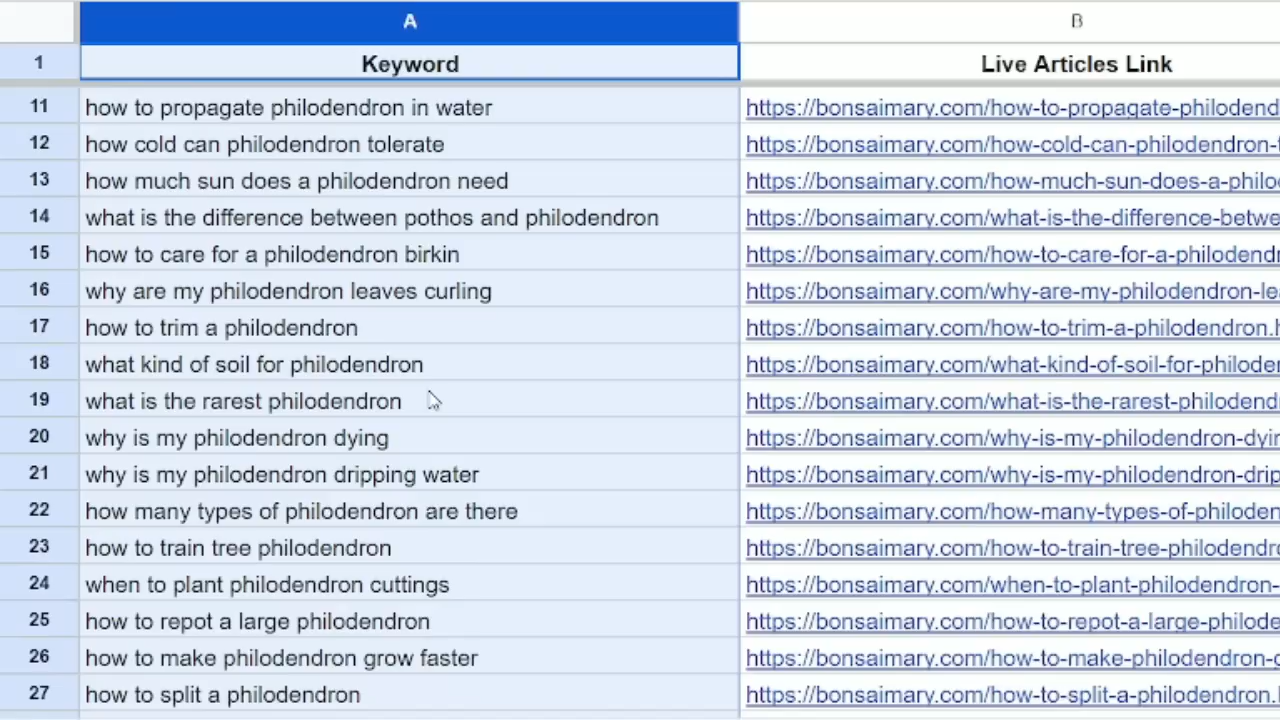 A B
1 Keyword Live Articles Link
11 how to propagate philodendron in water https://bonsaimary.com/how-to-propagate-philodend
12 how cold can philodendron tolerate https://bonsaimary.com/how-cold-can-philodendron-
13 how much sun does a philodendron need https://bonsaimary.com/how-much-sun-does-a-philo
14 what is the difference between pothos and philodendron https://bonsaimary.com/what-is-the-difference-betwe
15 how to care for a philodendron birkin https://bonsaimary.com/how-to-care-for-a-philodend
16 why are my philodendron leaves curling https://bonsaimary.com/why-are-my-philodendron-le
17 how to trim a philodendron https://bonsaimary.com/how-to-trim-a-philodendron.
18 what kind of soil for philodendron https://bonsaimary.com/what-kind-of-soil-for-philode
19 what is the rarest philodendron https://bonsaimary.com/what-is-the-rarest-philodend
20 why is my philodendron dying https://bonsaimary.com/why-is-my-philodendron-dyi
21 why is my philodendron dripping water https://bonsaimary.com/why-is-my-philodendron-drip
22 how many types of philodendron are there https://bonsaimary.com/how-many-types-of-philoden
23 how to train tree philodendron https://bonsaimary.com/how-to-train-tree-philodendr
24 when to plant philodendron cuttings https://bonsaimary.com/when-to-plant-philodendron-
25 how to repot a large philodendron https://bonsaimary.com/how-to-repot-a-large-philode
26 how to make philodendron grow faster https://bonsaimary.com/how-to-make-philodendron-
27 how to split a philodendron https://bonsaimary.com/how-to-split-a-philodendron.